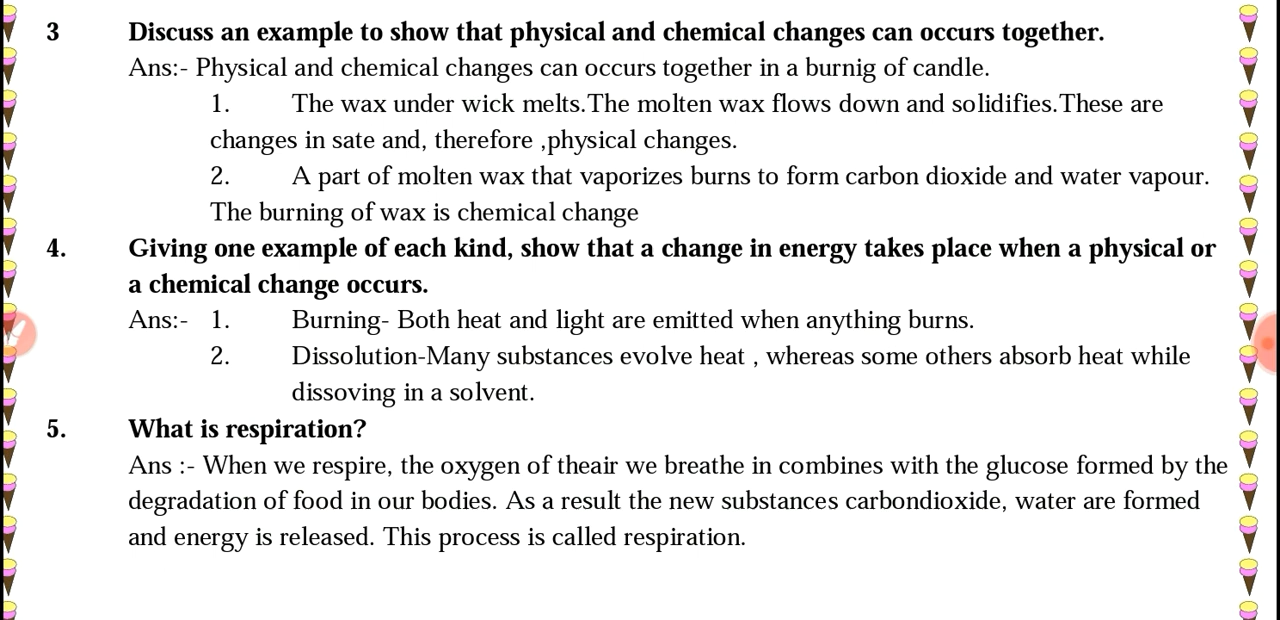 3 Discuss an example to show that physical and chemical changes can occurs together.
Ans:- Physical and chemical changes can occurs together in a burnig of candle.
1. The wax under wick melts.The molten wax flows down and solidifies.These are
changes in sate and, therefore ,physical changes.
2. A part of molten wax that vaporizes burns to form carbon dioxide and water vapour.
The burning of wax is chemical change
4. Giving one example of each kind, show that a change in energy takes place when a physical or
a chemical change occurs.
Ans:- 1. Burning- Both heat and light are emitted when anything burns.
2. Dissolution-Many substances evolve heat , whereas some others absorb heat while
dissoving in a solvent.
5. What is respiration?
Ans :- When we respire, the oxygen of theair we breathe in combines with the glucose formed by the
degradation of food in our bodies. As a result the new substances carbondioxide, water are formed
and energy is released. This process is called respiration.